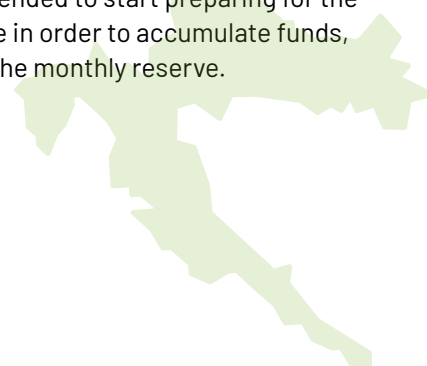 ended to start preparing for the
e in order to accumulate funds,
he monthly reserve.